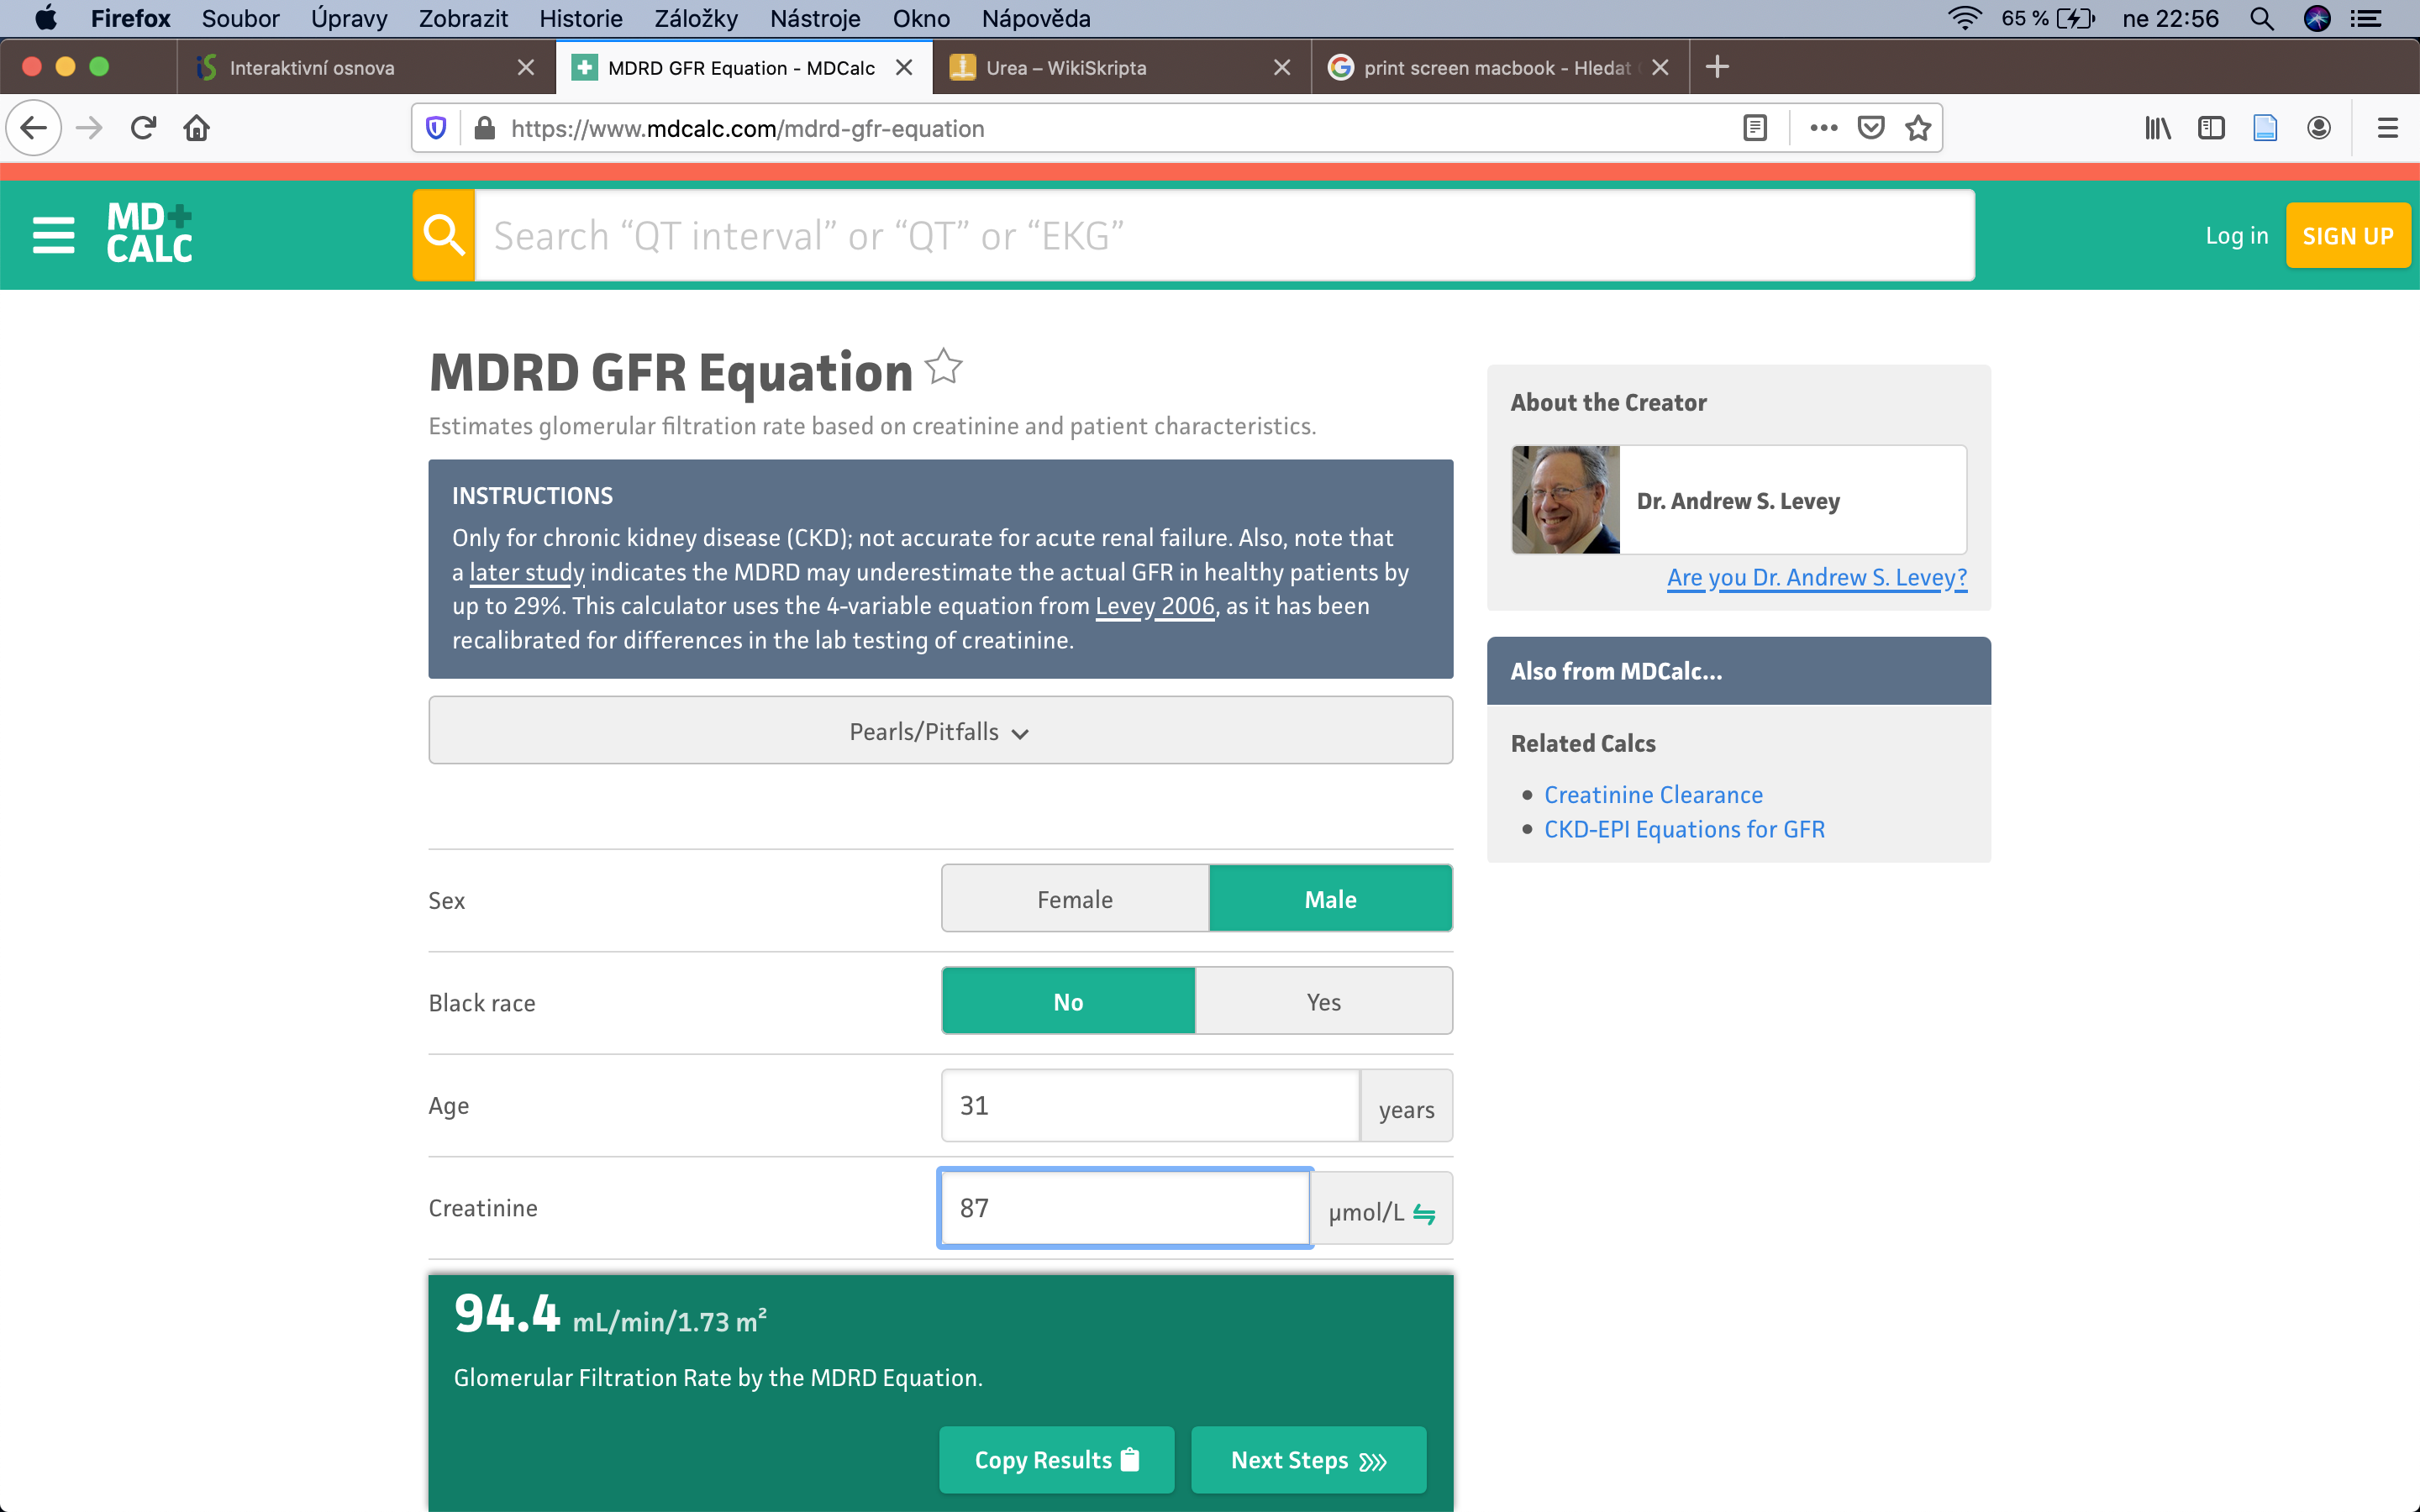 Firefox Soubor Úpravy Zobrazit Historie Záložky Nástroje Okno Nápověda 65 % ne 22:56
Interaktivní osnova MDRD GFR Equation - MDCalc Urea – WikiSkripta print screen macbook - Hledat
https://www.mdcalc.com/mdrd-gfr-equation
MD
CALC
Search “QT interval” or “QT” or “EKG”
Log in
SIGN UP
MDRD GFR Equation
Estimates glomerular filtration rate based on creatinine and patient characteristics.
INSTRUCTIONS
Only for chronic kidney disease (CKD); not accurate for acute renal failure. Also, note that
a later study indicates the MDRD may underestimate the actual GFR in healthy patients by
up to 29%. This calculator uses the 4-variable equation from Levey 2006, as it has been
recalibrated for differences in the lab testing of creatinine.
Pearls/Pitfalls
Sex Female Male
Black race No Yes
Age 31 years
Creatinine 87 µmol/L
94.4 mL/min/1.73 m²
Glomerular Filtration Rate by the MDRD Equation.
Copy Results Next Steps
About the Creator
Dr. Andrew S. Levey
Are you Dr. Andrew S. Levey?
Also from MDCalc...
Related Calcs
Creatinine Clearance
CKD-EPI Equations for GFR